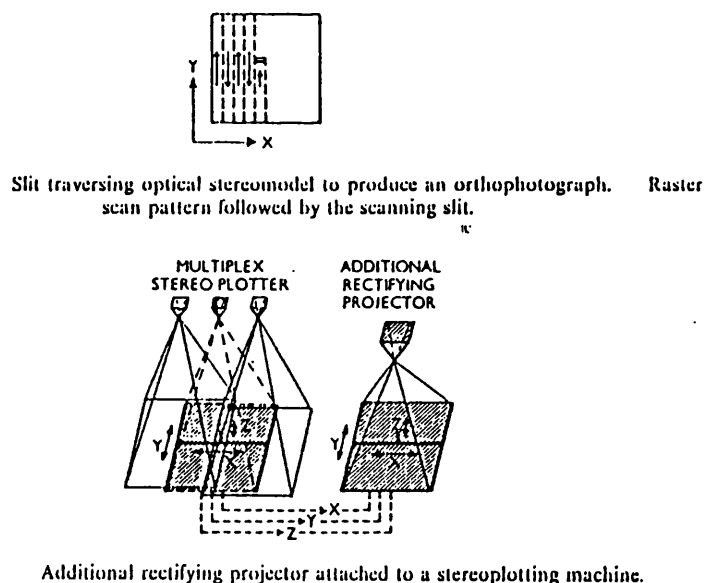 Y
X
Slit traversing optical stereomodel to produce an orthophotograph. Raster
scan pattern followed by the scanning slit.
MULTIPLEX
STEREO PLOTTER
ADDITIONAL
RECTIFYING
PROJECTOR
Y Z X
Y Z X
X
Y
Z
Additional rectifying projector attached to a stereoplotting machine.